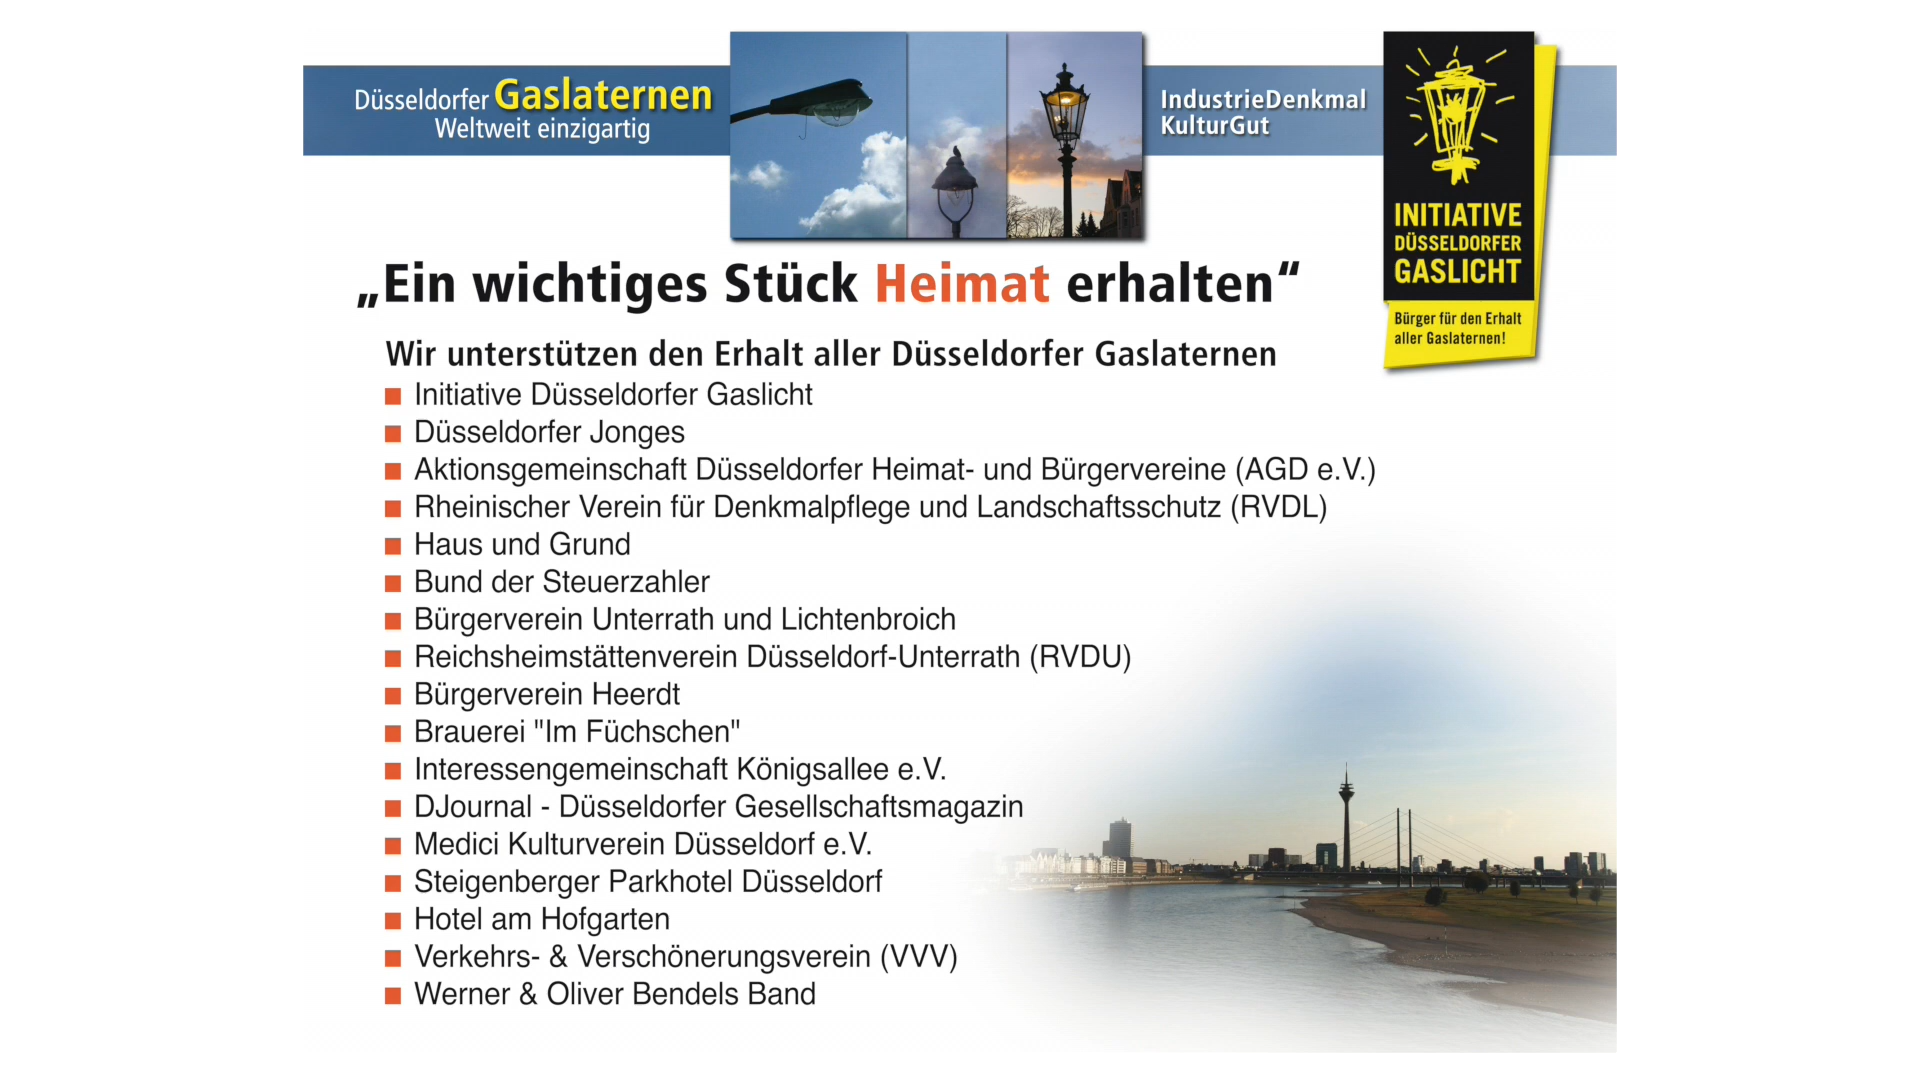 Düsseldorfer Gaslaternen
Weltweit einzigartig
IndustrieDenkmal
KulturGut
INITIATIVE
DÜSSELDORFER
GASLICHT
Bürger für den Erhalt
aller Gaslaternen!
„Ein wichtiges Stück Heimat erhalten“
Wir unterstützen den Erhalt aller Düsseldorfer Gaslaternen
Initiative Düsseldorfer Gaslicht
Düsseldorfer Jonges
Aktionsgemeinschaft Düsseldorfer Heimat- und Bürgervereine (AGD e.V.)
Rheinischer Verein für Denkmalpflege und Landschaftsschutz (RVDL)
Haus und Grund
Bund der Steuerzahler
Bürgerverein Unterrath und Lichtenbroich
Reichsheimstättenverein Düsseldorf-Unterrath (RVDU)
Bürgerverein Heerdt
Brauerei "Im Füchschen"
Interessengemeinschaft Königsallee e.V.
DJournal - Düsseldorfer Gesellschaftsmagazin
Medici Kulturverein Düsseldorf e.V.
Steigenberger Parkhotel Düsseldorf
Hotel am Hofgarten
Verkehrs- & Verschönerungsverein (VVV)
Werner & Oliver Bendels Band